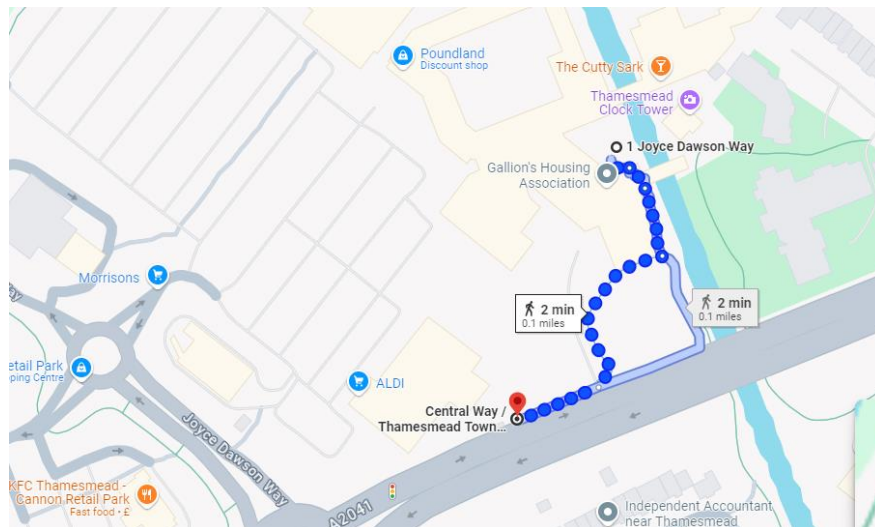 Poundland
Discount shop
The Cutty Sark
Thamesmead
Clock Tower
1 Joyce Dawson Way
Gallion's Housing
Association
Morrisons
2 min
0.1 miles
2 min
0.1 miles
Way
etail Park
pping Centre
ALDI
Central Way /
Thamesmead Town...
Joyce Dawson Way
KFC Thamesmead -
Cannon Retail Park
Fast food • £
A2041
Independent Accountant
near Thamesmead